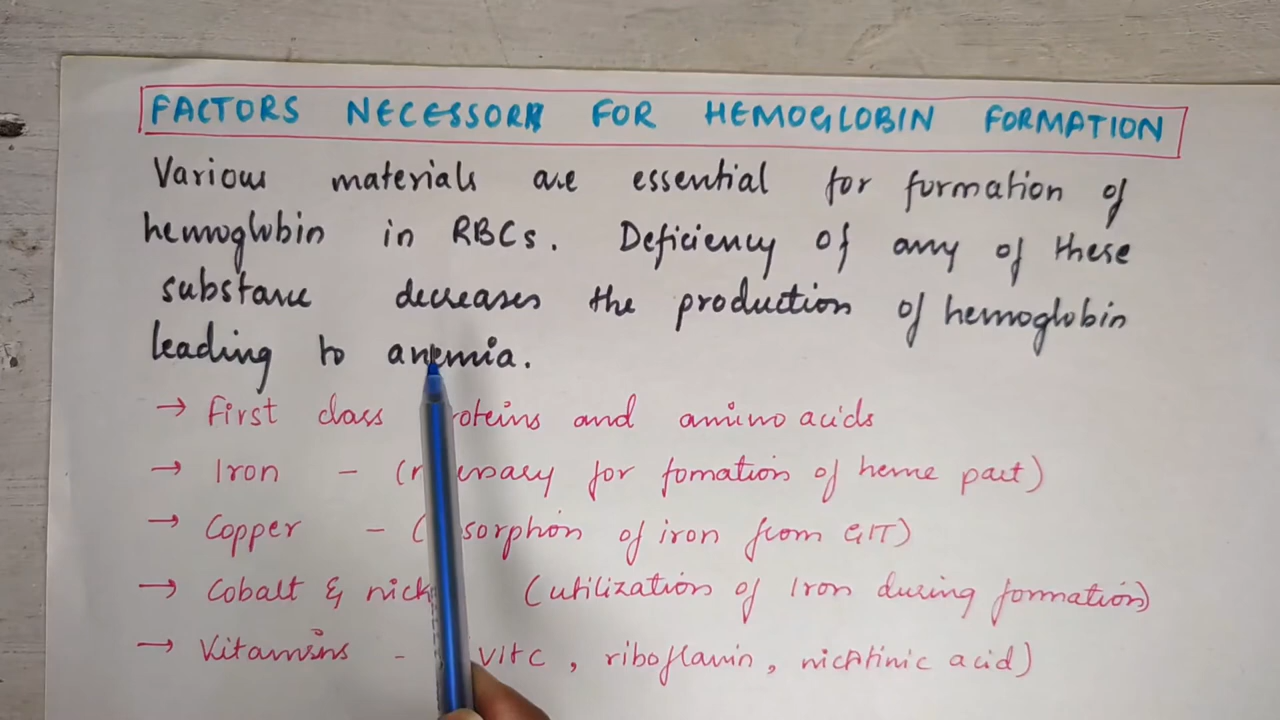 FACTORS NECESSORY FOR HEMOGLOBIN FORMATION
Various materials are essential for formation of
hemoglobin in RBCs. Deficiency of any of these
substance decreases the production of hemoglobin
leading to anemia.
→ First class proteins and amino acids
→ Iron - (necessary for fomation of heme part)
→ Copper - (absorption of iron from GIT)
→ Cobalt & nick (utilization of Iron during formation)
→ Vitamins - vit C, riboflavin, nicotinic acid)